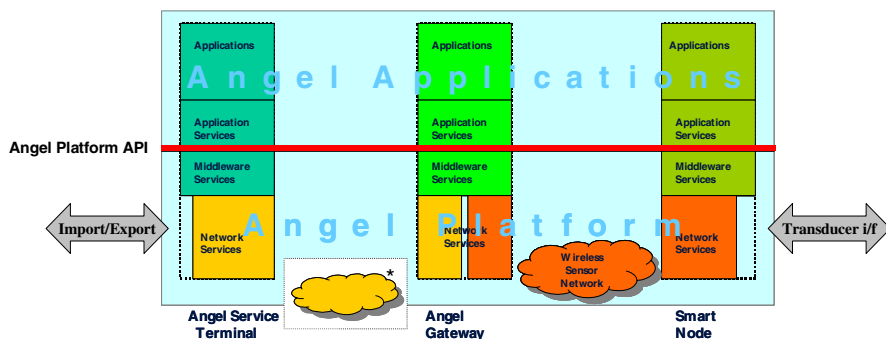 Applications
Applications
Applications
Angel Applications
Application
Services
Application
Services
Application
Services
Angel Platform API
Middleware
Services
Middleware
Services
Middleware
Services
Import/Export
Angel Platform
Transducer i/f
Network
Services
Network
Services
Network
Services
Wireless
Sensor
Network
*
Angel Service
Terminal
Angel
Gateway
Smart
Node